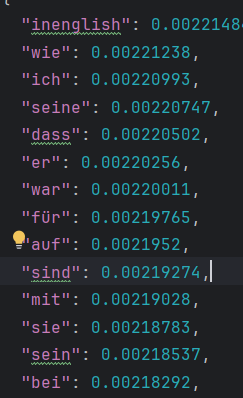 {
"inenglish": 0.00221484
"wie": 0.00221238,
"ich": 0.00220993,
"seine": 0.00220747,
"dass": 0.00220502,
"er": 0.00220256,
"war": 0.00220011,
"für": 0.00219765,
"auf": 0.0021952,
"sind": 0.00219274,
"mit": 0.00219028,
"sie": 0.00218783,
"sein": 0.00218537,
"bei": 0.00218292,